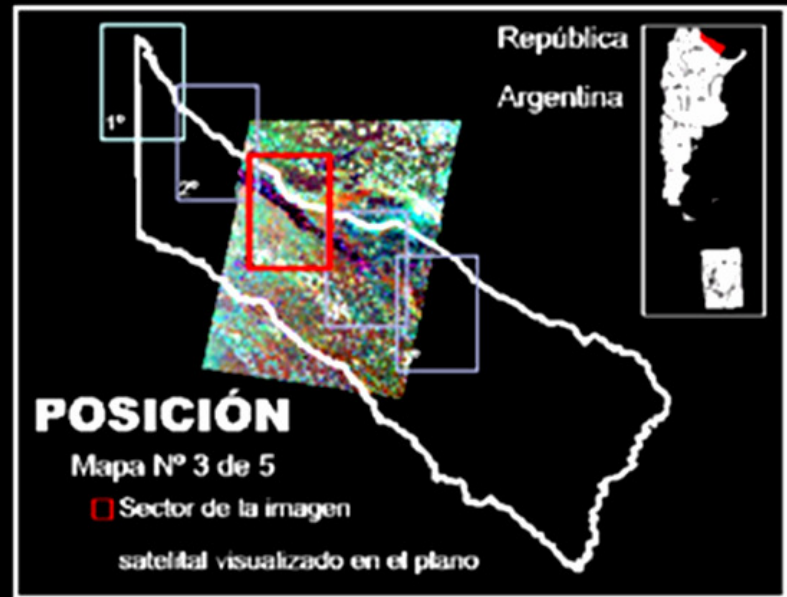 República
Argentina
1º
2º
POSICIÓN
Mapa Nº 3 de 5
Sector de la imagen
satelital visualizado en el plano